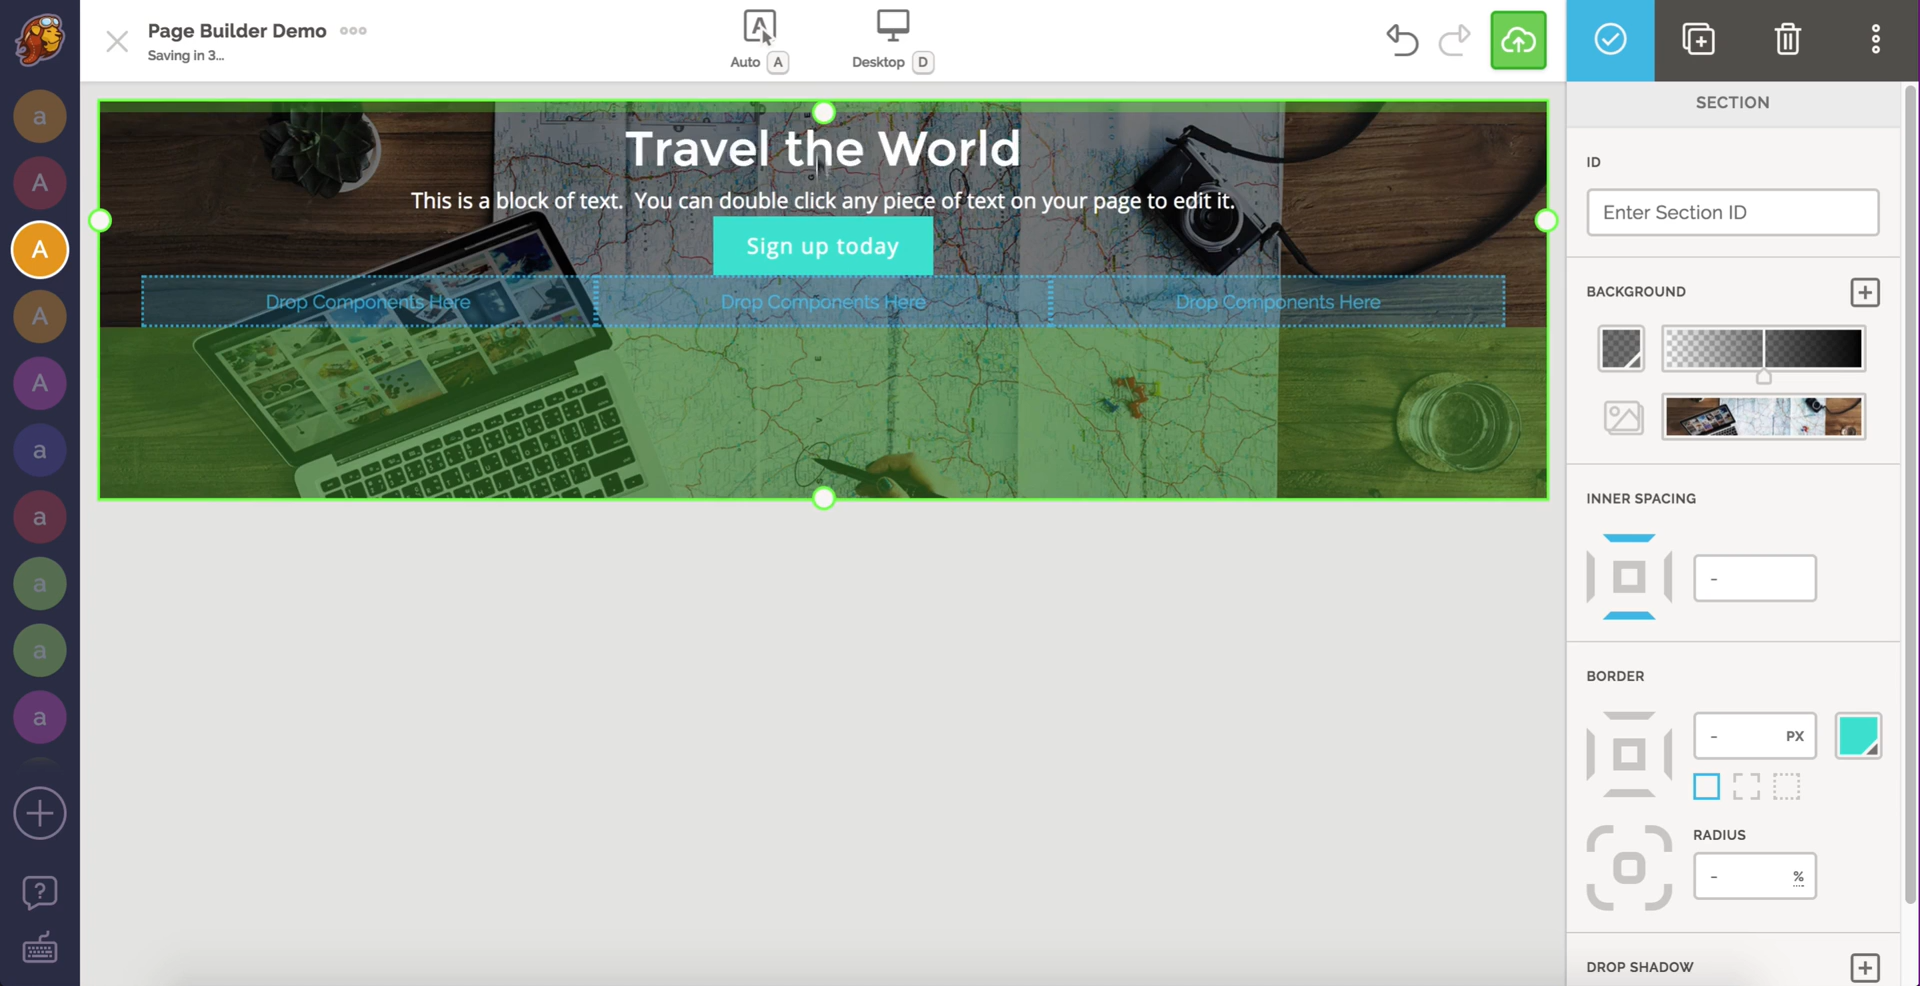 Page Builder Demo
Saving in 3...
Auto A
Desktop D
a
A
A
A
A
a
a
a
a
a
?
Travel the World
This is a block of text. You can double click any piece of text on your page to edit it.
Sign up today
Drop Components Here
Drop Components Here
Drop Components Here
SECTION
ID
Enter Section ID
BACKGROUND
INNER SPACING
-
BORDER
- PX
RADIUS
- %
DROP SHADOW